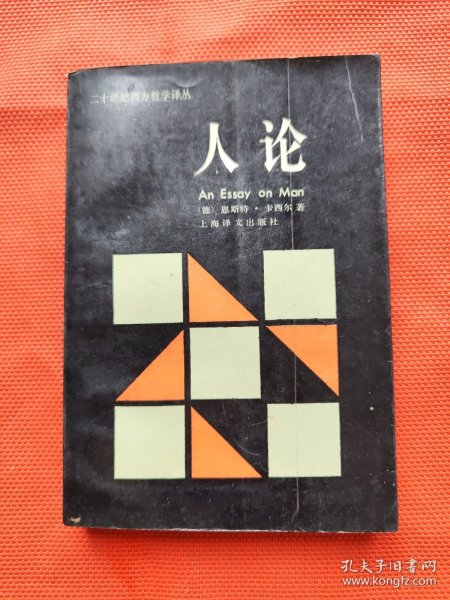 二十世纪西方哲学译丛
人论
An Essay on Man
〔德〕恩斯特·卡西尔 著
上海译文出版社
孔夫子旧书网
www.kongfz.com